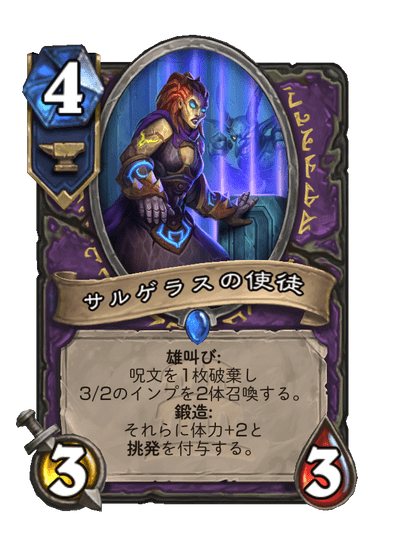 4
サルゲラスの使徒
雄叫び:
呪文を1枚破棄し
3/2のインプを2体召喚する。
鍛造:
それらに体力+2と
挑発を付与する。
3
3